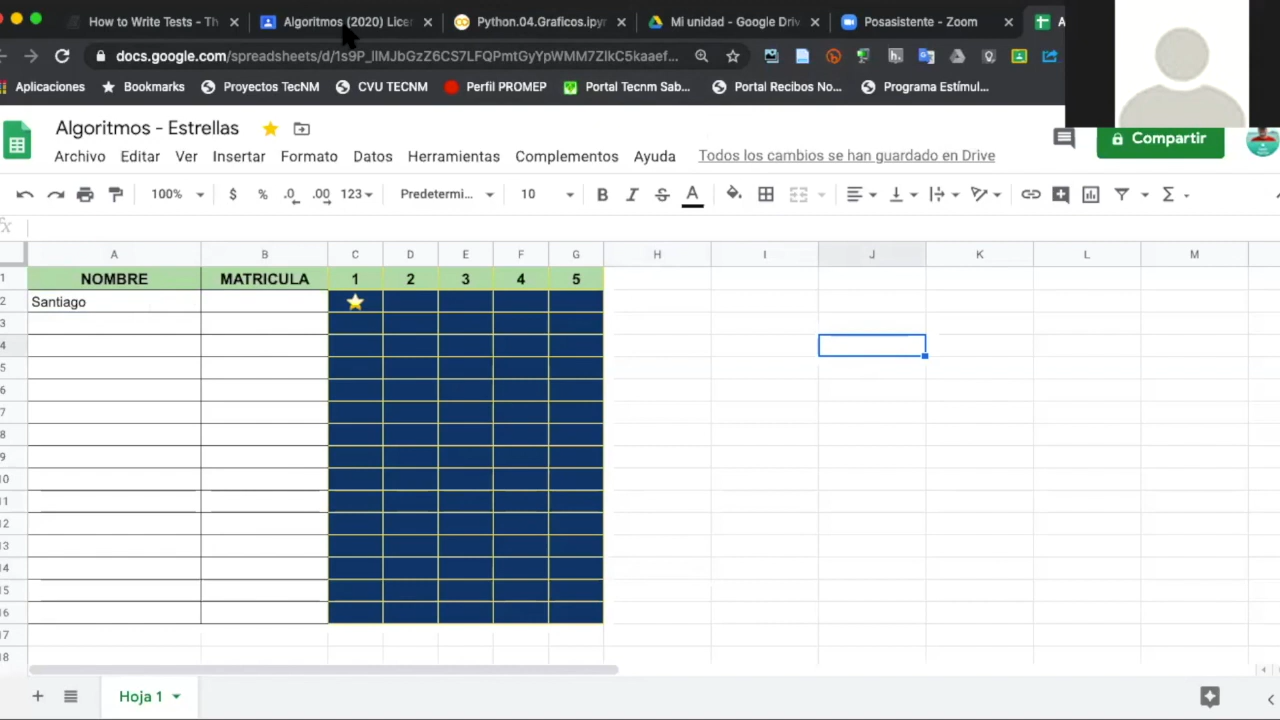 How to Write Tests - Th
Algoritmos (2020) Licer
Python.04.Graficos.ipyr
Mi unidad - Google Driv
Posasistente - Zoom
docs.google.com/spreadsheets/d/1s9P_lIMJbGzZ6CS7LFQPmtGyYpWMM7ZIkC5kaaef...
Aplicaciones
Bookmarks
Proyectos TecNM
CVU TECNM
Perfil PROMEP
Portal Tecnm Sab...
Portal Recibos No...
Programa Estímul...
Algoritmos - Estrellas
Compartir
Archivo Editar Ver Insertar Formato Datos Herramientas Complementos Ayuda
Todos los cambios se han guardado en Drive
100% $ % .0 .00 123 Predetermi... 10 B I S A Σ
fx
A B C D E F G H I J K L M
1 NOMBRE MATRICULA 1 2 3 4 5
2 Santiago
3
4
5
6
7
8
9
10
11
12
13
14
15
16
17
18
Hoja 1